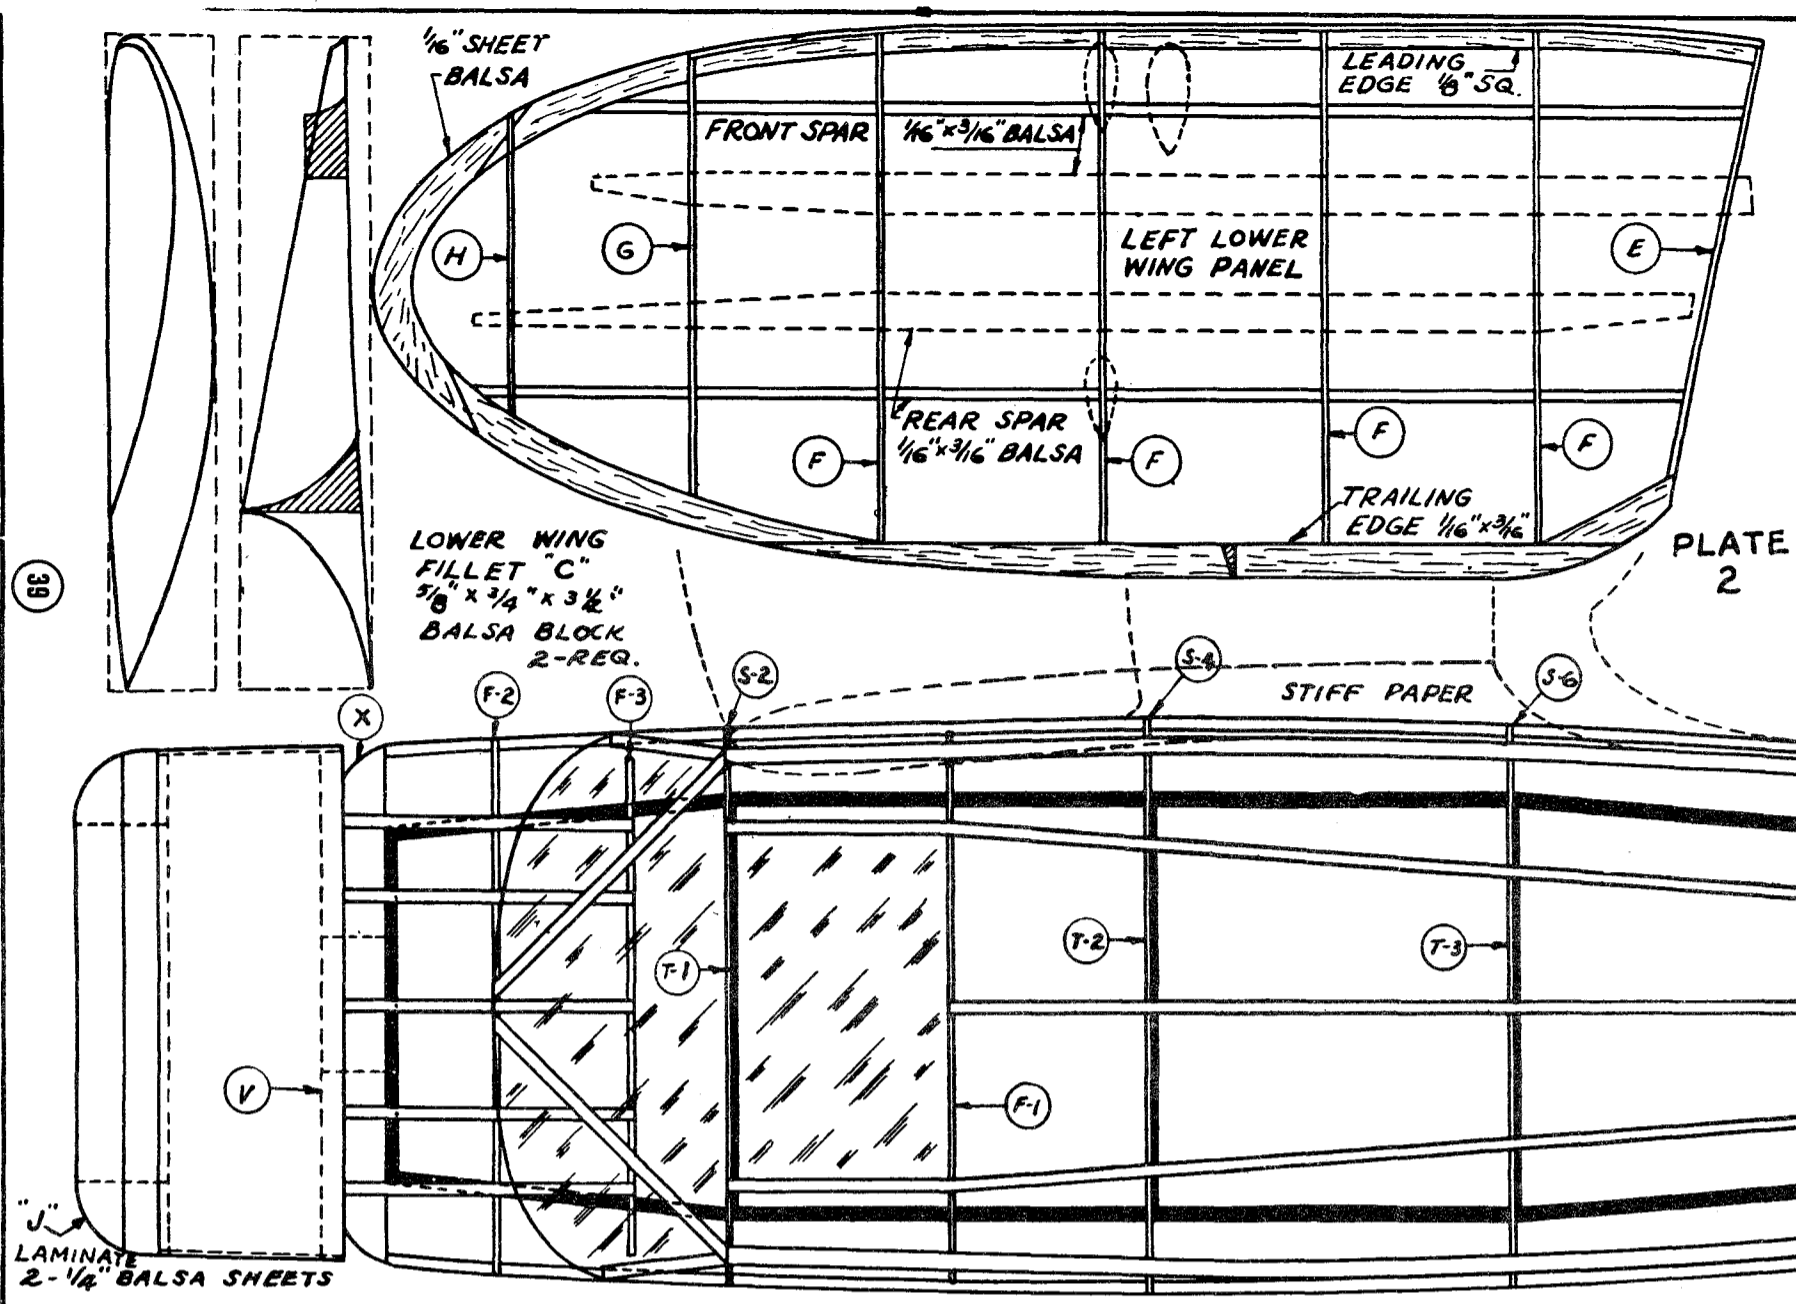 1/16" SHEET
BALSA
LEADING
EDGE 1/8" SQ.
FRONT SPAR 1/16" x 3/16" BALSA
LEFT LOWER
WING PANEL
H
G
E
REAR SPAR
1/16" x 3/16" BALSA
F
F
F
F
TRAILING
EDGE 1/16" x 3/16"
PLATE
2
LOWER WING
FILLET "C"
5/8" x 3/4" x 3 1/2"
BALSA BLOCK
2-REQ.
39
X
F-2
F-3
S-2
S-4
S-6
STIFF PAPER
T-1
T-2
T-3
V
F-1
"J"
LAMINATE
2-1/4" BALSA SHEETS